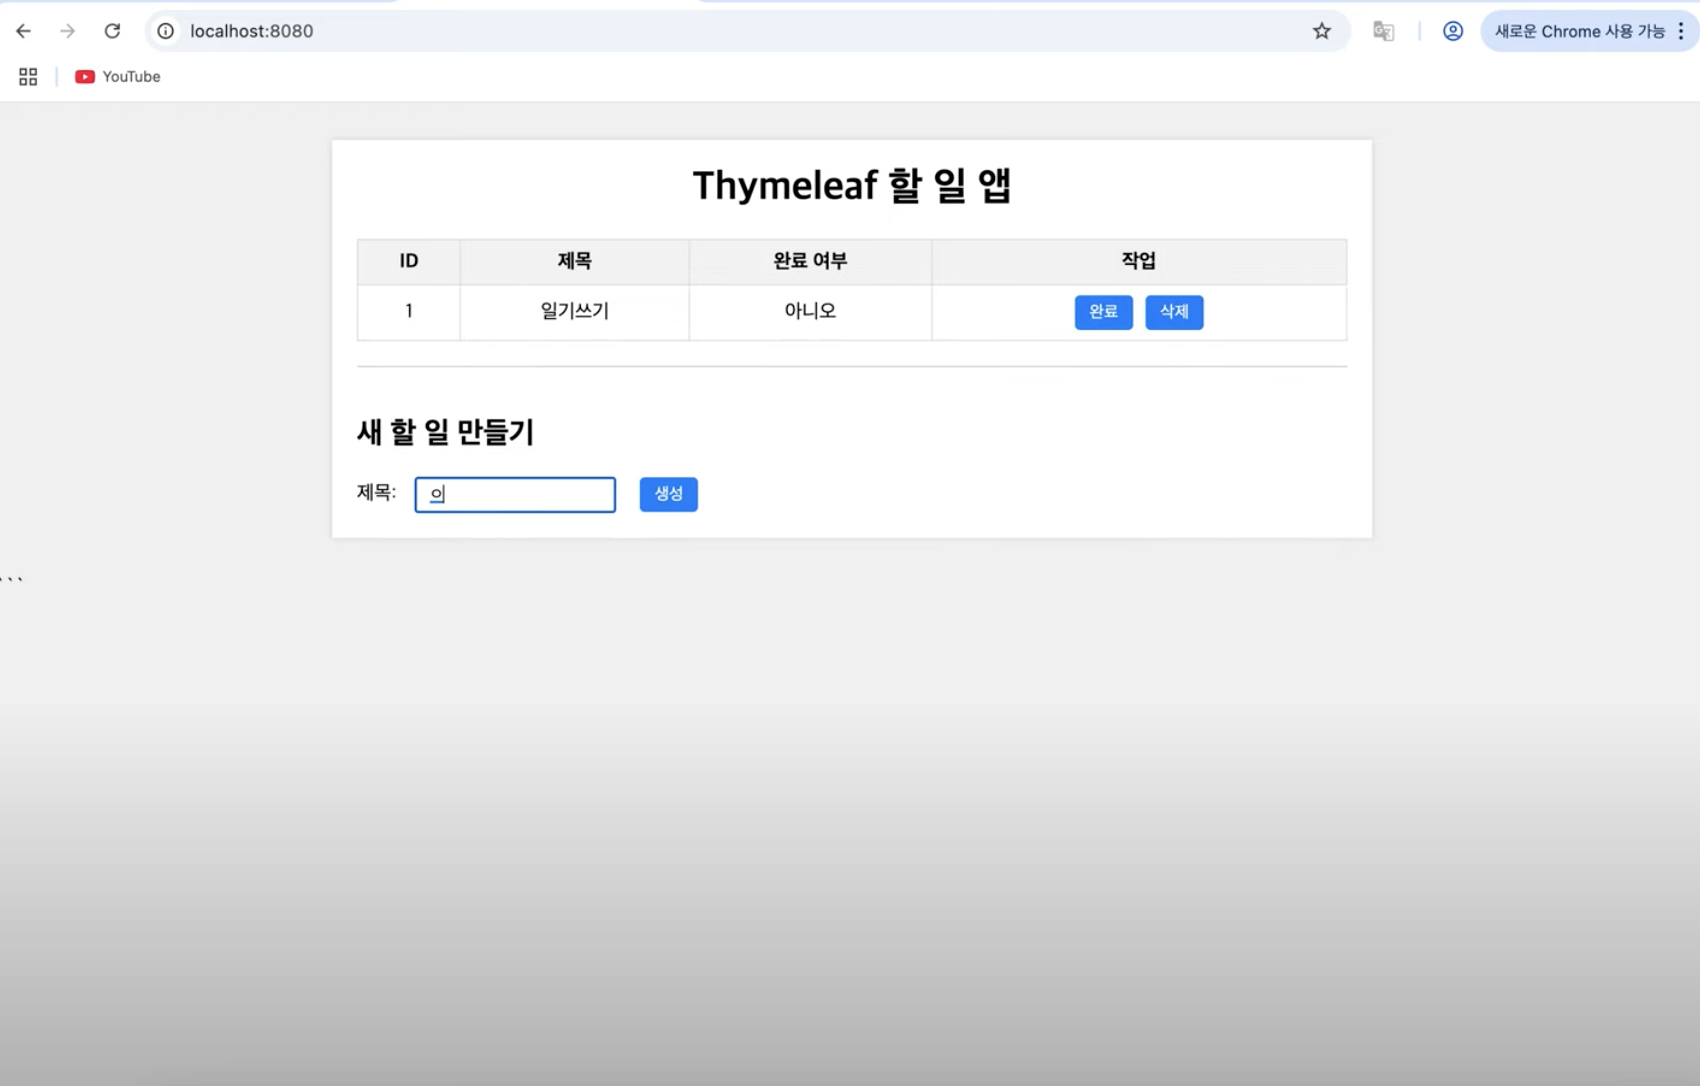 localhost:8080
새로운 Chrome 사용 가능
YouTube
Thymeleaf 할 일 앱
ID 제목 완료 여부 작업
1 일기쓰기 아니오 완료 삭제
새 할 일 만들기
제목: 이 생성
```